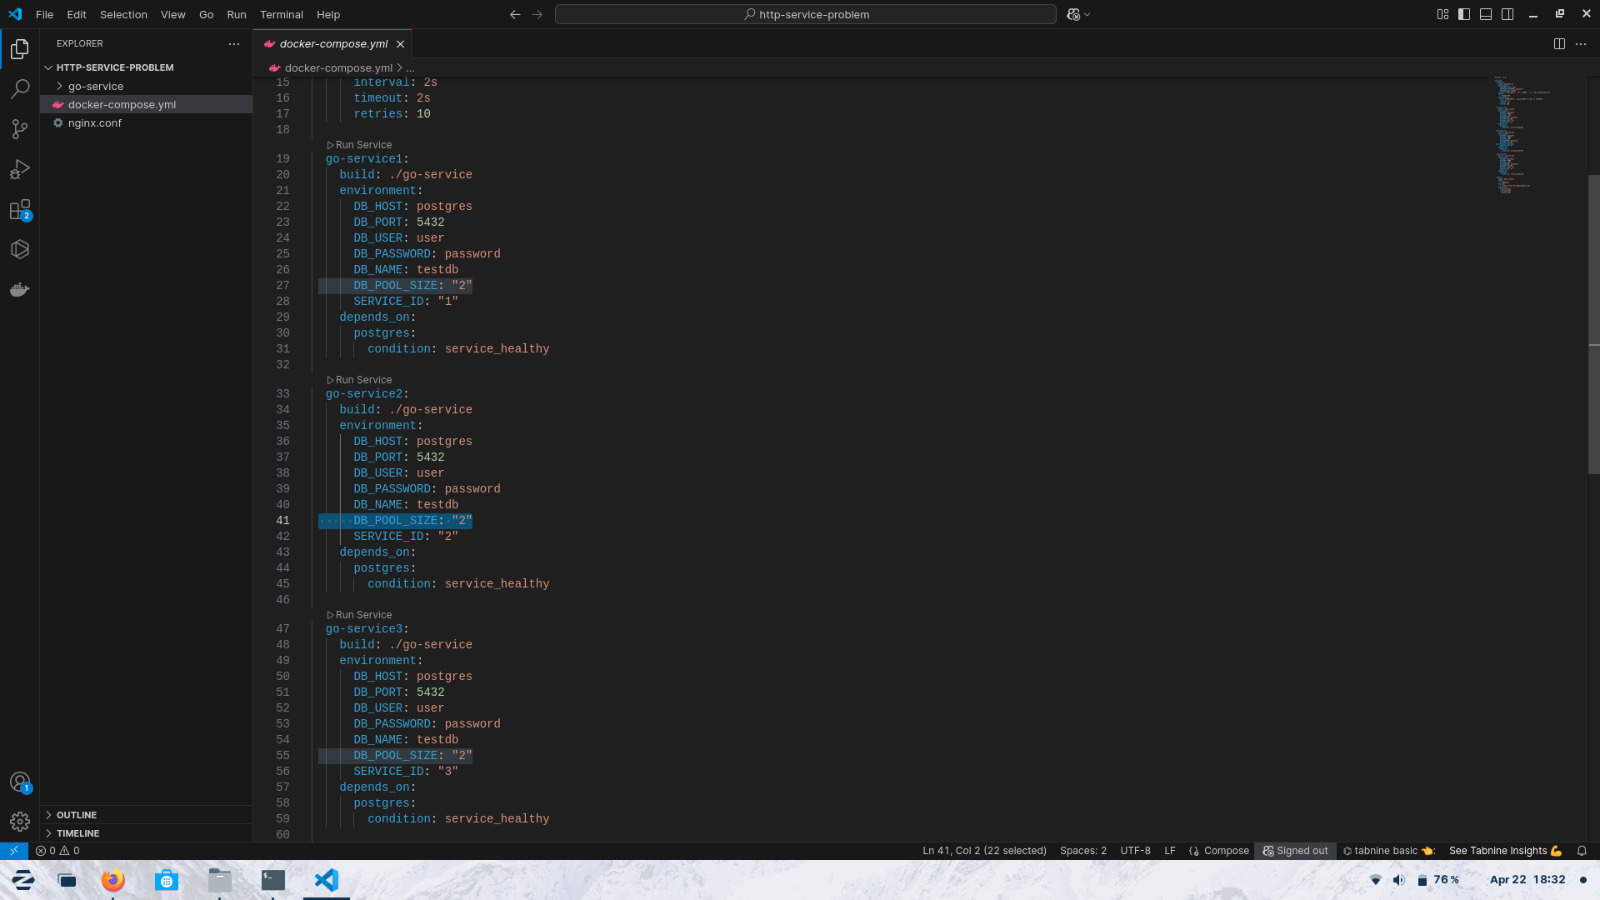 File Edit Selection View Go Run Terminal Help
http-service-problem
EXPLORER
HTTP-SERVICE-PROBLEM
go-service
docker-compose.yml
nginx.conf
OUTLINE
TIMELINE
2
1
docker-compose.yml
docker-compose.yml > ...
15 interval: 2s
16 timeout: 2s
17 retries: 10
18
Run Service
19 go-service1:
20 build: ./go-service
21 environment:
22 DB_HOST: postgres
23 DB_PORT: 5432
24 DB_USER: user
25 DB_PASSWORD: password
26 DB_NAME: testdb
27 DB_POOL_SIZE: "2"
28 SERVICE_ID: "1"
29 depends_on:
30 postgres:
31 condition: service_healthy
32
Run Service
33 go-service2:
34 build: ./go-service
35 environment:
36 DB_HOST: postgres
37 DB_PORT: 5432
38 DB_USER: user
39 DB_PASSWORD: password
40 DB_NAME: testdb
41 DB_POOL_SIZE: "2"
42 SERVICE_ID: "2"
43 depends_on:
44 postgres:
45 condition: service_healthy
46
Run Service
47 go-service3:
48 build: ./go-service
49 environment:
50 DB_HOST: postgres
51 DB_PORT: 5432
52 DB_USER: user
53 DB_PASSWORD: password
54 DB_NAME: testdb
55 DB_POOL_SIZE: "2"
56 SERVICE_ID: "3"
57 depends_on:
58 postgres:
59 condition: service_healthy
60
0 0 Ln 41, Col 2 (22 selected) Spaces: 2 UTF-8 LF Compose Signed out tabnine basic See Tabnine Insights
76 % Apr 22 18:32